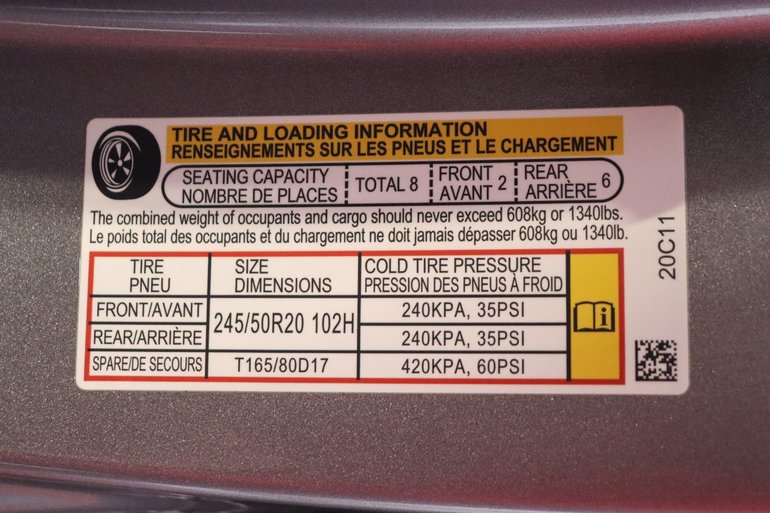 TIRE AND LOADING INFORMATION
RENSEIGNEMENTS SUR LES PNEUS ET LE CHARGEMENT
SEATING CAPACITY
NOMBRE DE PLACES
TOTAL 8
FRONT
AVANT 2
REAR
ARRIÈRE 6
The combined weight of occupants and cargo should never exceed 608kg or 1340lbs.
Le poids total des occupants et du chargement ne doit jamais dépasser 608kg ou 1340lb.
TIRE
PNEU
SIZE
DIMENSIONS
COLD TIRE PRESSURE
PRESSION DES PNEUS À FROID
FRONT/AVANT
245/50R20 102H
240KPA, 35PSI
REAR/ARRIÈRE
240KPA, 35PSI
SPARE/DE SECOURS
T165/80D17
420KPA, 60PSI
20C11